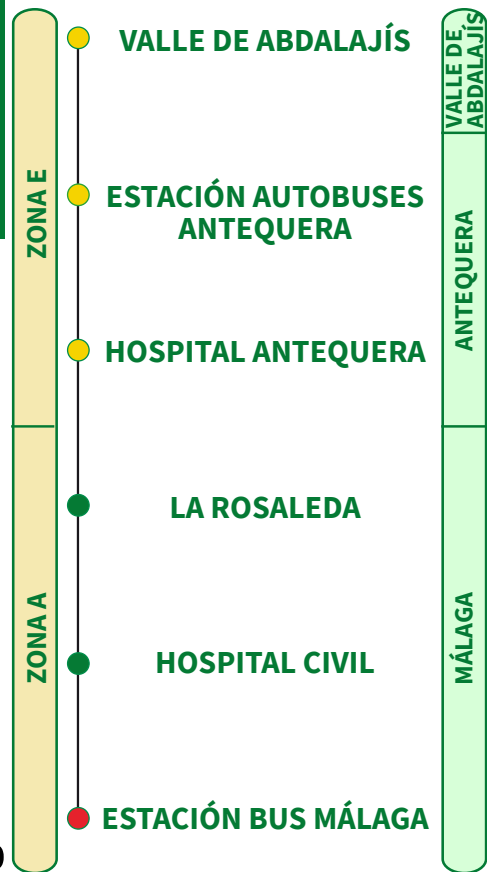 VALLE DE ABDALAJÍS
VALLE DE
ABDALAJÍS
ZONA E
ESTACIÓN AUTOBUSES
ANTEQUERA
ANTEQUERA
HOSPITAL ANTEQUERA
LA ROSALEDA
ZONA A
HOSPITAL CIVIL
MÁLAGA
ESTACIÓN BUS MÁLAGA